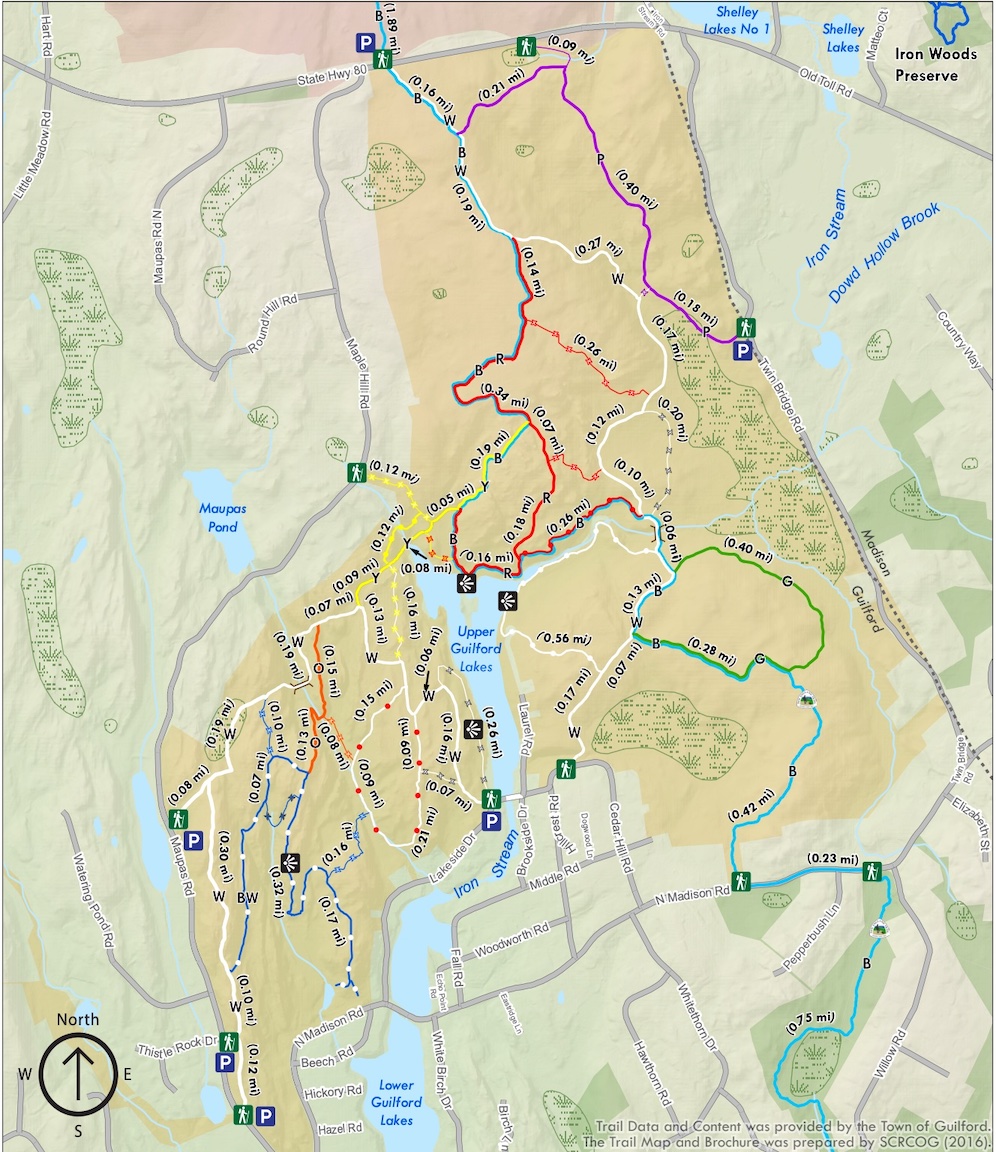 B
(1.89 mi)
Hart Rd
P
State Hwy 80
(0.09 mi)
Iron
Stream Rd
Shelley
Lakes No 1
Shelley
Lakes
Matteo Ct
Iron Woods
Preserve
Old Toll Rd
(0.16 mi)
B
W
(0.21 mi)
Little Meadow Rd
B
W
P
(0.19 mi)
(0.40 mi)
Maupas Rd N
Iron Stream
Dowd Hollow Brook
(0.27 mi)
W
(0.14 mi)
Round Hill Rd
(0.18 mi)
P
P
(0.17 mi)
Country Way
Maple Hill Rd
(0.26 mi)
R
B
Twin Bridge Rd
(0.34 mi)
(0.07 mi)
(0.20 mi)
(0.12 mi)
(0.19 mi)
B
(0.12 mi)
Y
R
(0.10 mi)
(0.05 mi)
Maupas
Pond
(0.12 mi)
(0.18 mi)
(0.26 mi)
B
(0.06 mi)
Madison
Guilford
Y
B
(0.16 mi)
(0.08 mi)
R
(0.40 mi)
G
(0.09 mi)
Y
(0.07 mi)
(0.13 mi)
(0.16 mi)
B
(0.13 mi)
W
Upper
Guilford
Lakes
(0.56 mi)
B
(0.28 mi)
G
W
(0.19 mi)
O
(0.15 mi)
W
(0.06 mi)
W
(0.07 mi)
(0.17 mi)
(0.15 mi)
(0.19 mi)
W
(0.10 mi)
(0.13 mi)
O
(0.08 mi)
(0.09 mi)
(0.16 mi)
W
(0.26 mi)
Laurel Rd
W
B
(0.07 mi)
(0.09 mi)
(0.07 mi)
(0.08 mi)
P
(0.42 mi)
Twin Bridge
Rd
Elizabeth St
P
Maupas Rd
(0.21 mi)
Lakeside Dr
Iron Stream
Brookside Dr
Hillcrest Rd
Dogwood Ln
Cedar Hill Rd
Middle Rd
(0.30 mi)
(0.16 mi)
(0.23 mi)
N Madison Rd
Watering Pond Rd
W
BW
(0.32 mi)
(0.17 mi)
Pepperbush Ln
Woodworth Rd
Fall Rd
B
Echo Point
Rd
Eastridge Ln
W
(0.10 mi)
North
N Madison Rd
Whitethorn Dr
(0.75 mi)
Thistle Rock Dr
P
Beech Rd
White Birch Dr
Hawthorn Rd
Willow Rd
W
E
(0.12 mi)
Hickory Rd
Lower
Guilford
Lakes
P
Birch Ln
S
Hazel Rd
Trail Data and Content was provided by the Town of Guilford.
The Trail Map and Brochure was prepared by SCRCOG (2016).